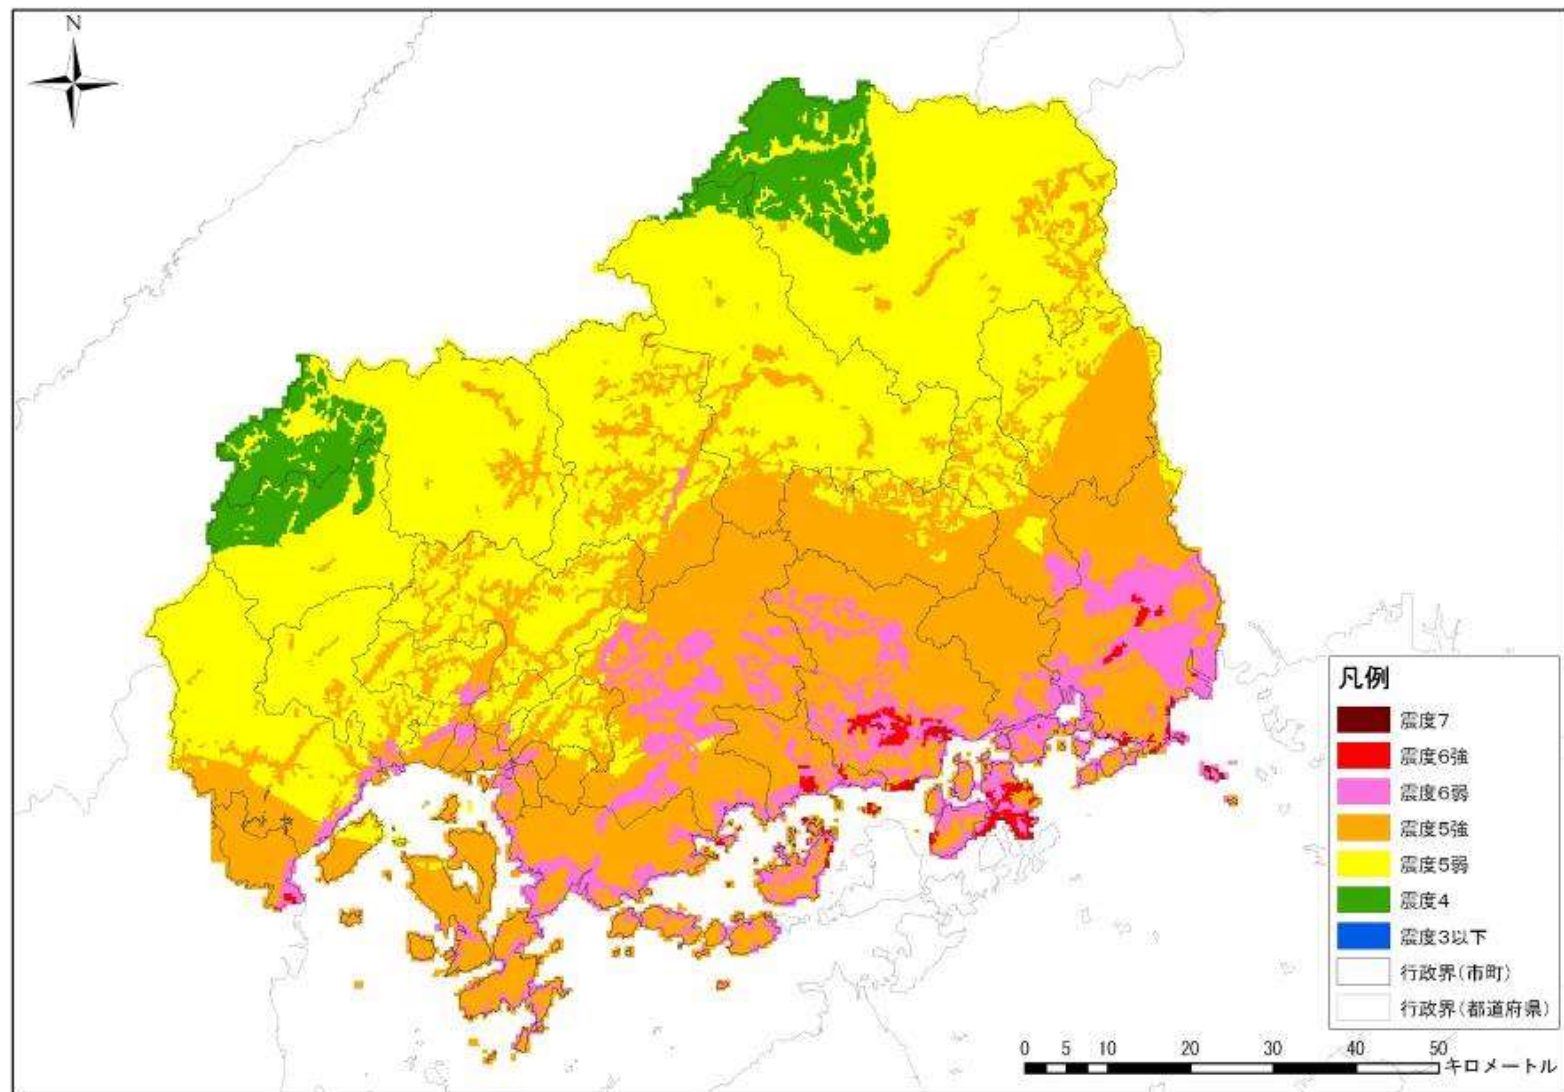 N
凡例
震度7
震度6強
震度6弱
震度5強
震度5弱
震度4
震度3以下
行政界(市町)
行政界(都道府県)
0 5 10 20 30 40 50
キロメートル